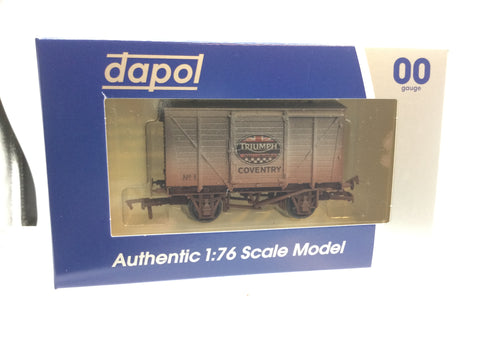 dapol
00
gauge
TRIUMPH
COVENTRY
No 1
Authentic 1:76 Scale Model